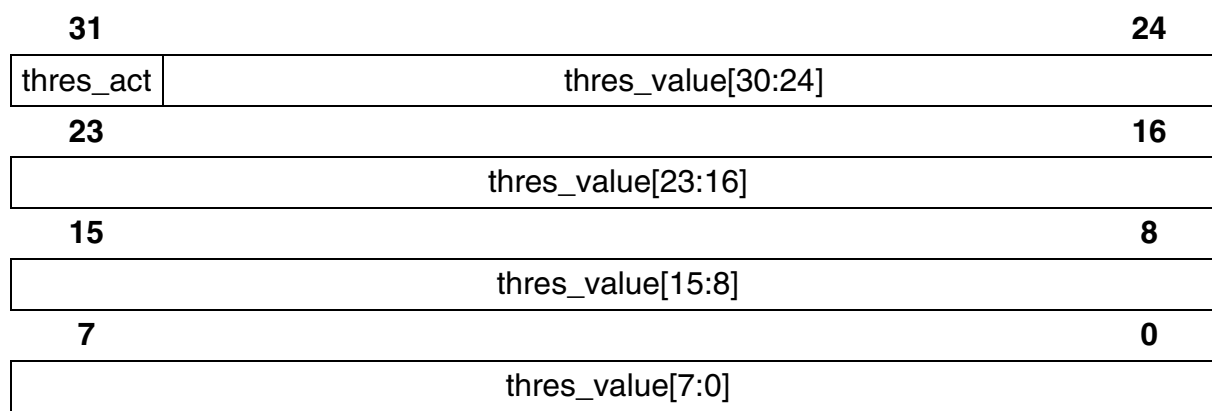 31 24
thres_act thres_value[30:24]
23 16
thres_value[23:16]
15 8
thres_value[15:8]
7 0
thres_value[7:0]